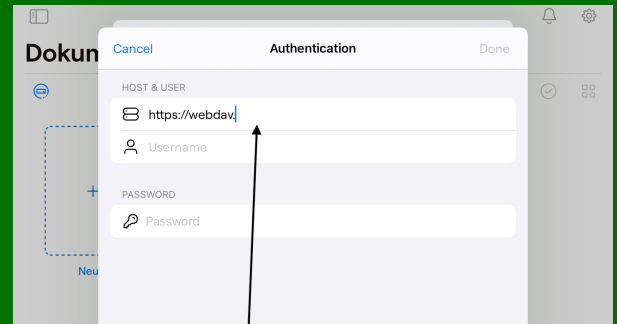 Dokum
Cancel
Authentication
Done
HOST & USER
https://webdav.
Username
PASSWORD
Password
Neu